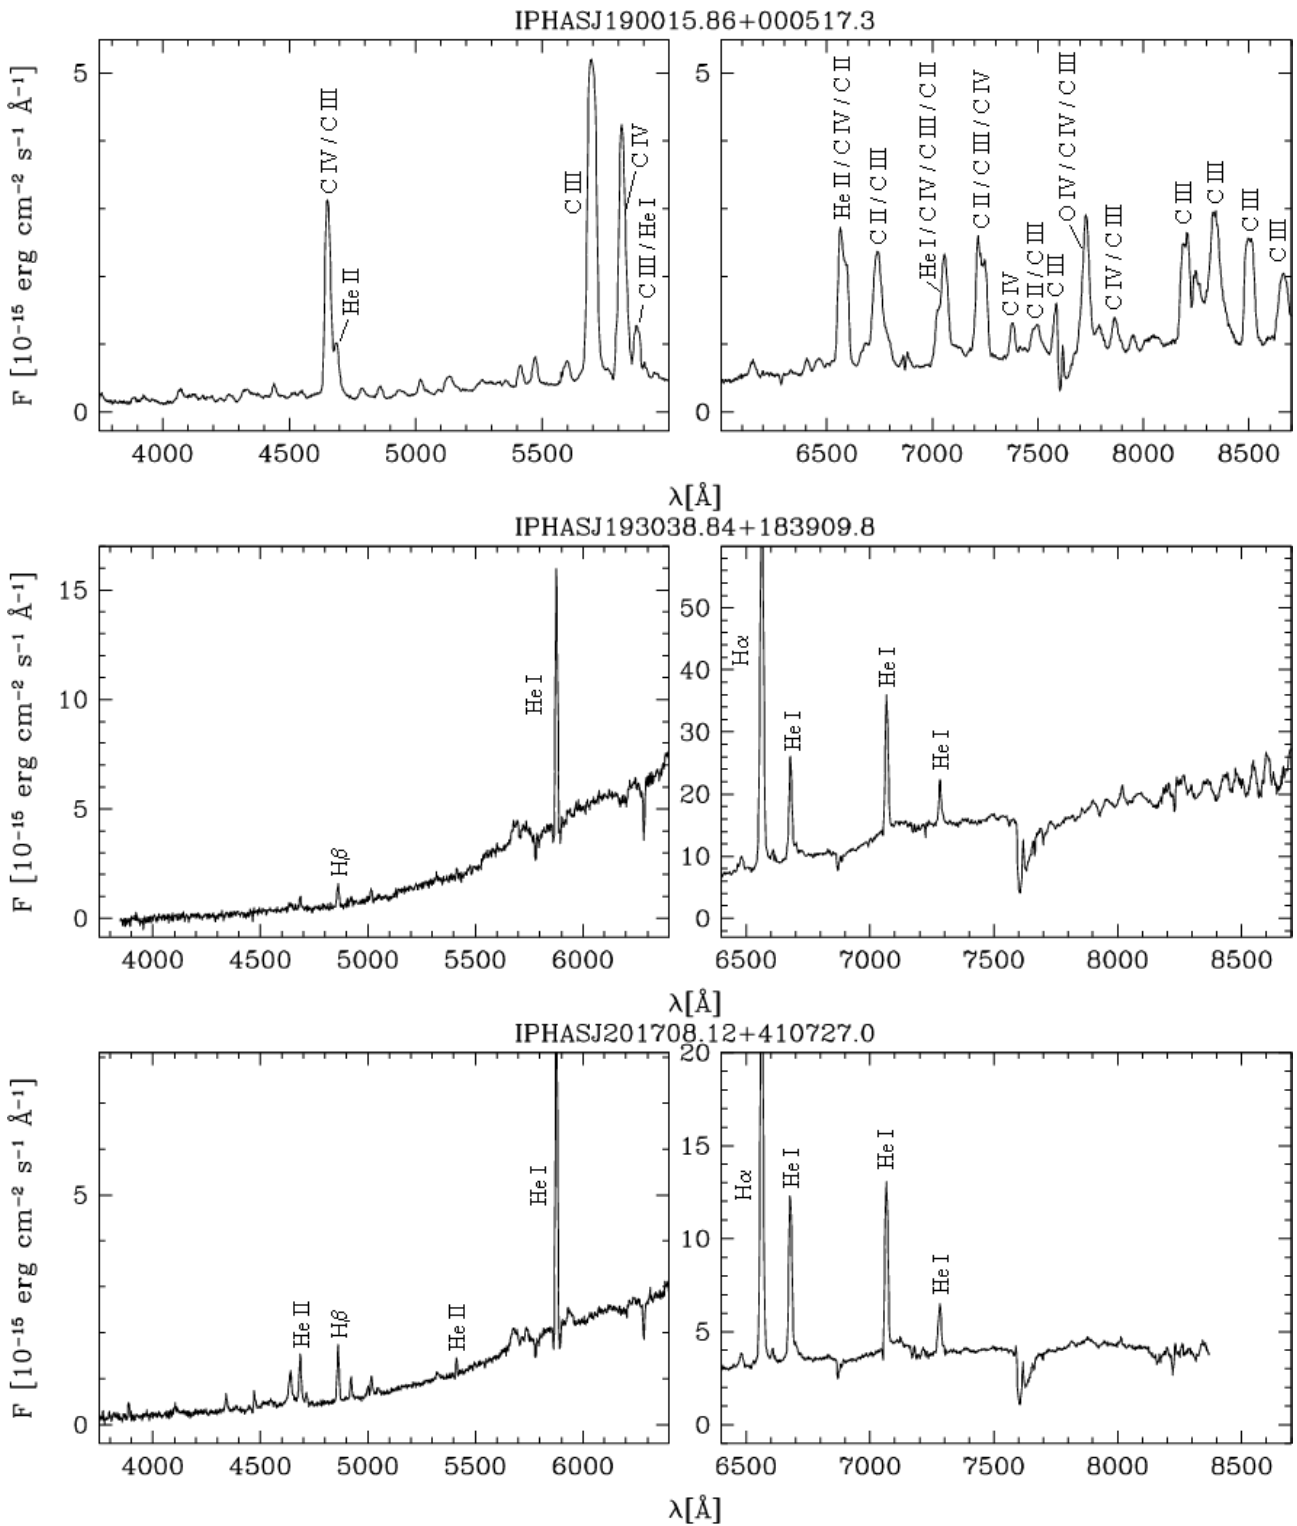 IPHASJ190015.86+000517.3
F [10⁻¹⁵ erg cm⁻² s⁻¹ Å⁻¹]
5
0
C IV / C III
He II
C III
C IV
C III / He I
4000
4500
5000
5500
5
0
He II / C IV / C II
C II / C III
He I / C IV / C III / C II
C II / C III / C IV
C IV
C II / C III
C III
O IV / C IV / C III
C IV / C III
C III
C III
C III
C III
6500
7000
7500
8000
8500
λ[Å]
IPHASJ193038.84+183909.8
F [10⁻¹⁵ erg cm⁻² s⁻¹ Å⁻¹]
15
10
5
0
Hβ
He I
4000
4500
5000
5500
6000
50
40
30
20
10
0
Hα
He I
He I
He I
6500
7000
7500
8000
8500
λ[Å]
IPHASJ201708.12+410727.0
F [10⁻¹⁵ erg cm⁻² s⁻¹ Å⁻¹]
5
0
He II
Hβ
He II
He I
4000
4500
5000
5500
6000
20
15
10
5
0
Hα
He I
He I
He I
6500
7000
7500
8000
8500
λ[Å]